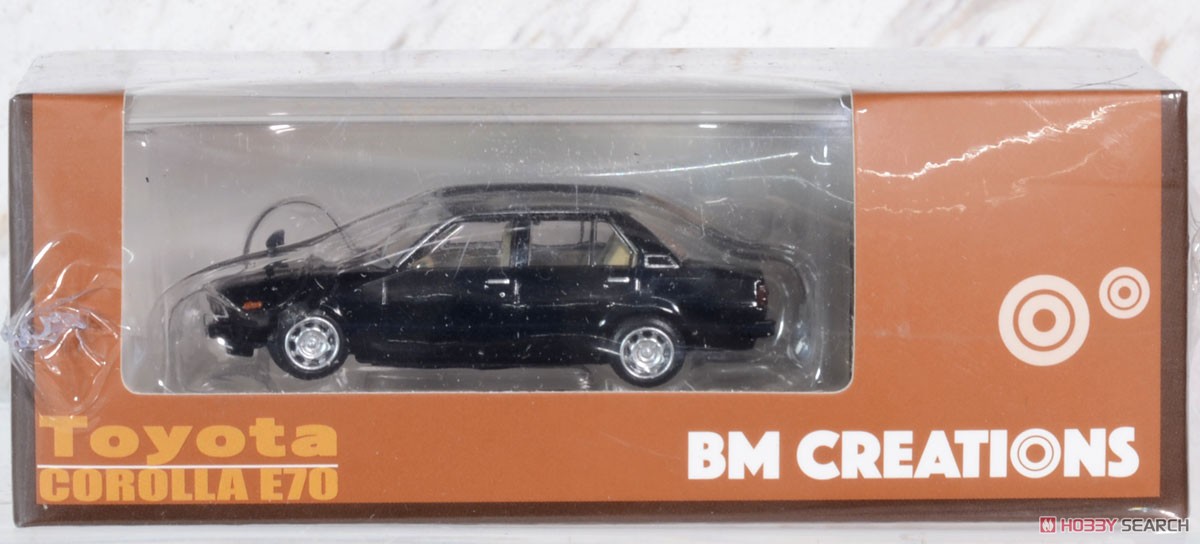 Toyota
COROLLA E70
BM CREATIONS
HOBBY SEARCH